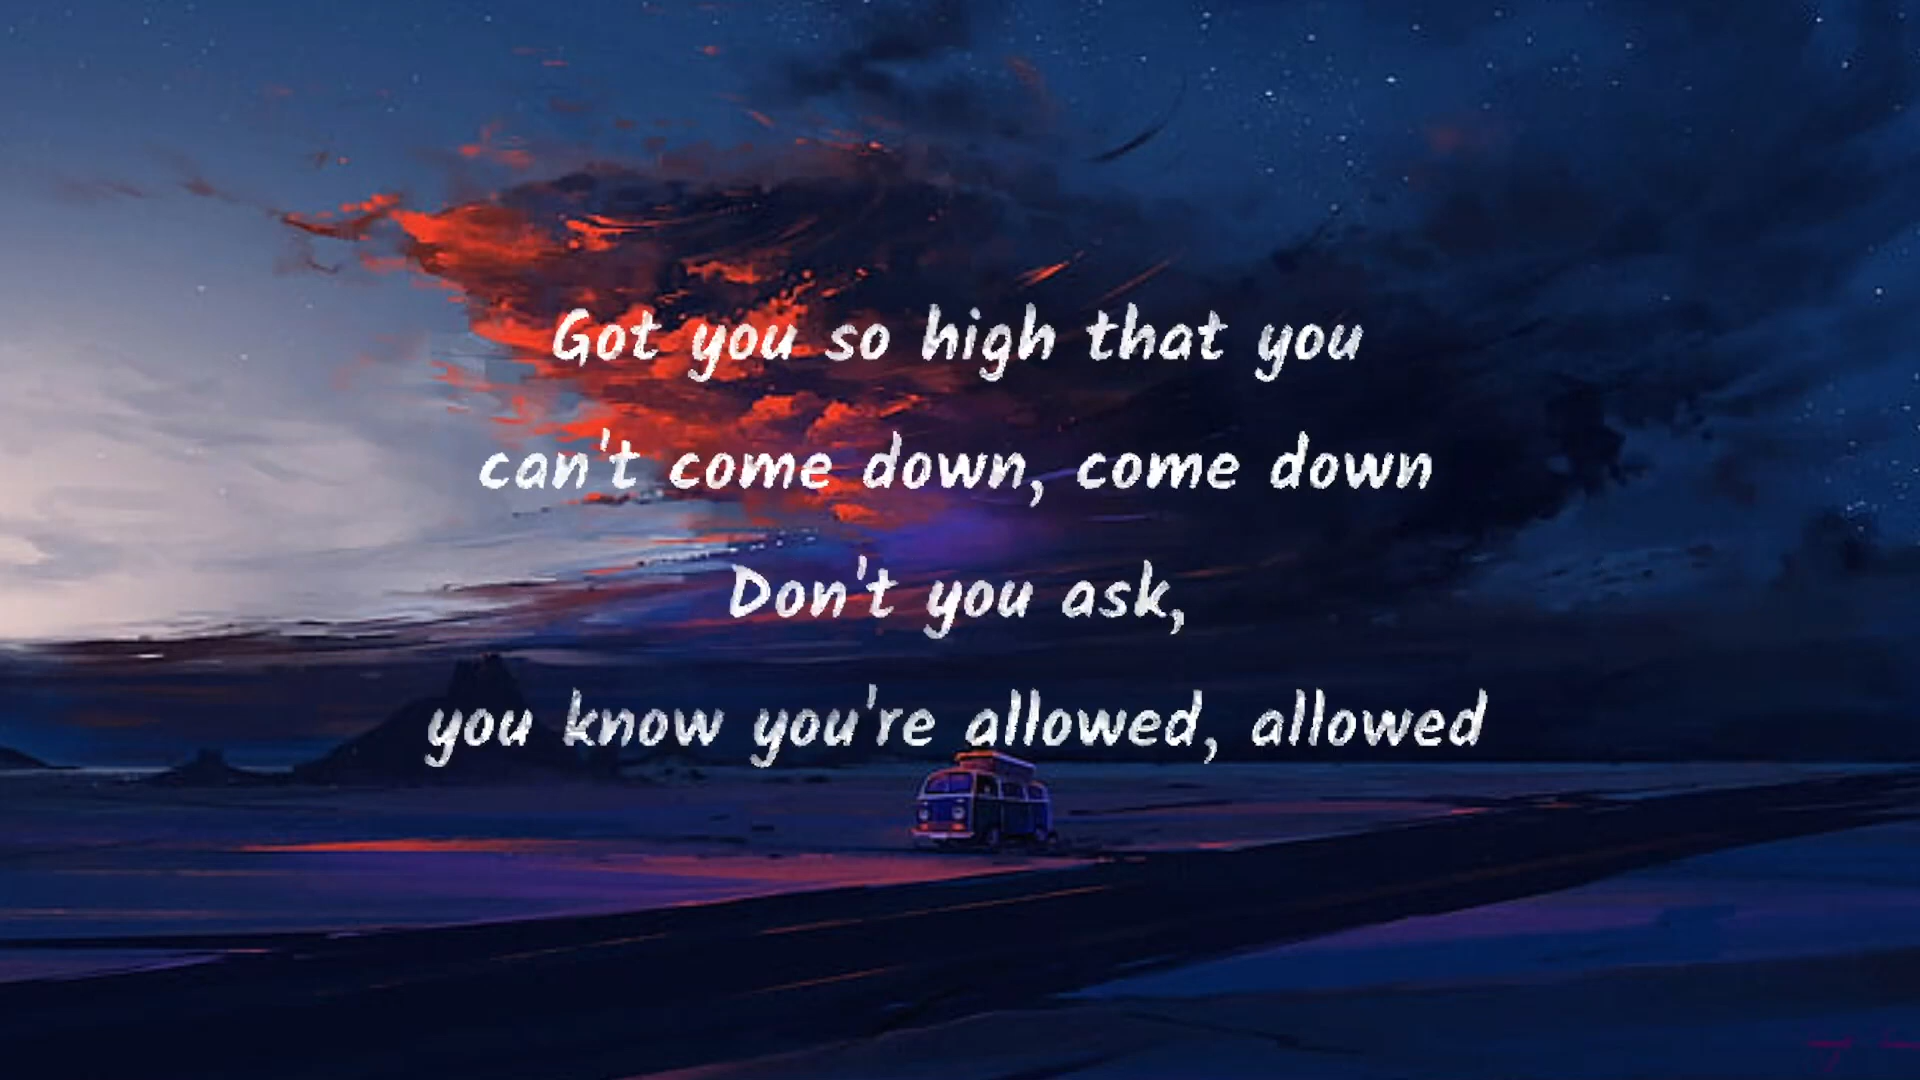 Got you so high that you
can't come down, come down
Don't you ask,
you know you're allowed, allowed